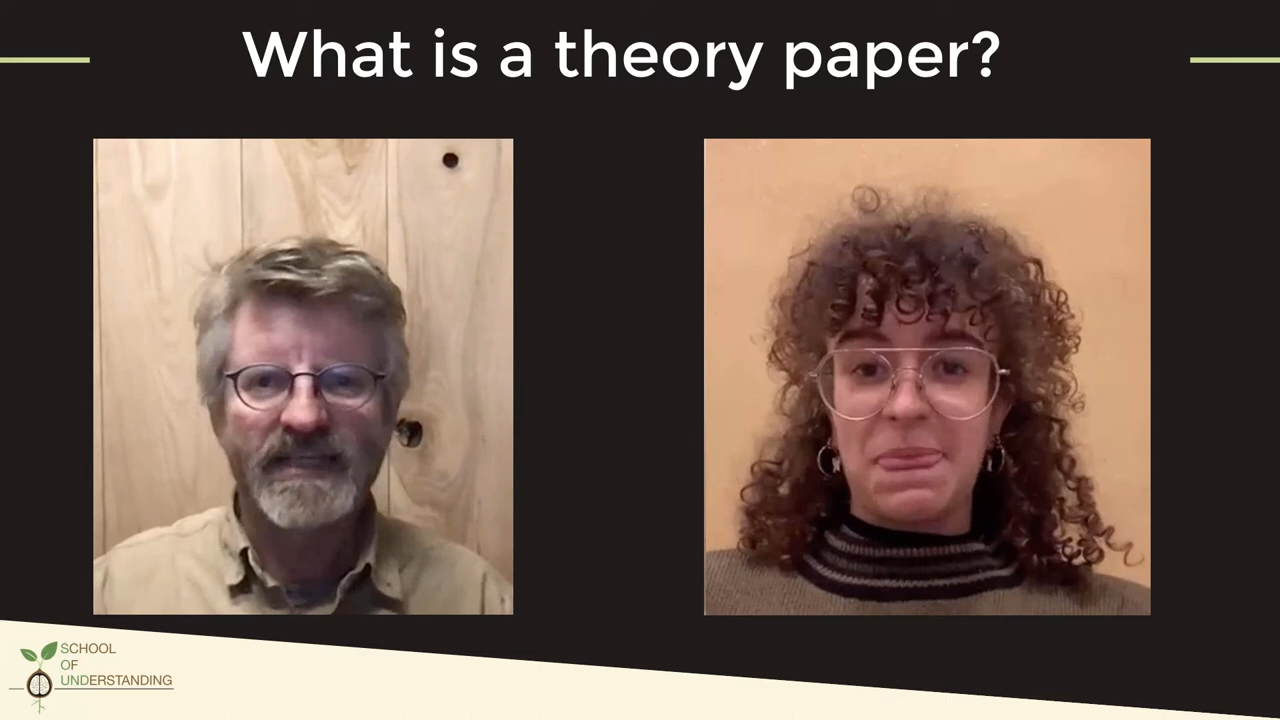 What is a theory paper?
SCHOOL
OF
UNDERSTANDING